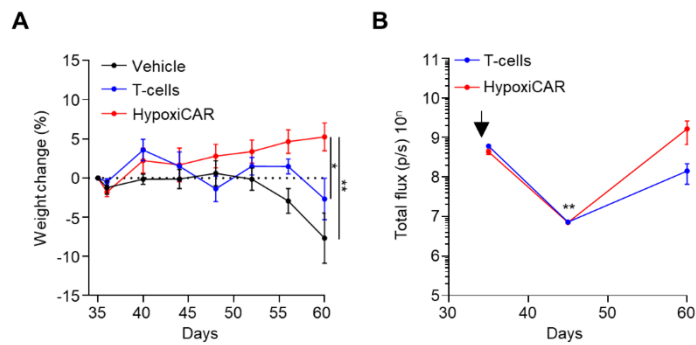 A
Vehicle
T-cells
HypoxiCAR
Weight change (%)
15
10
5
0
-5
-10
-15
*
**
35
40
45
50
55
60
Days
B
T-cells
HypoxiCAR
Total flux (p/s) 10ⁿ
11
10
9
8
7
6
5
**
30
40
50
60
Days